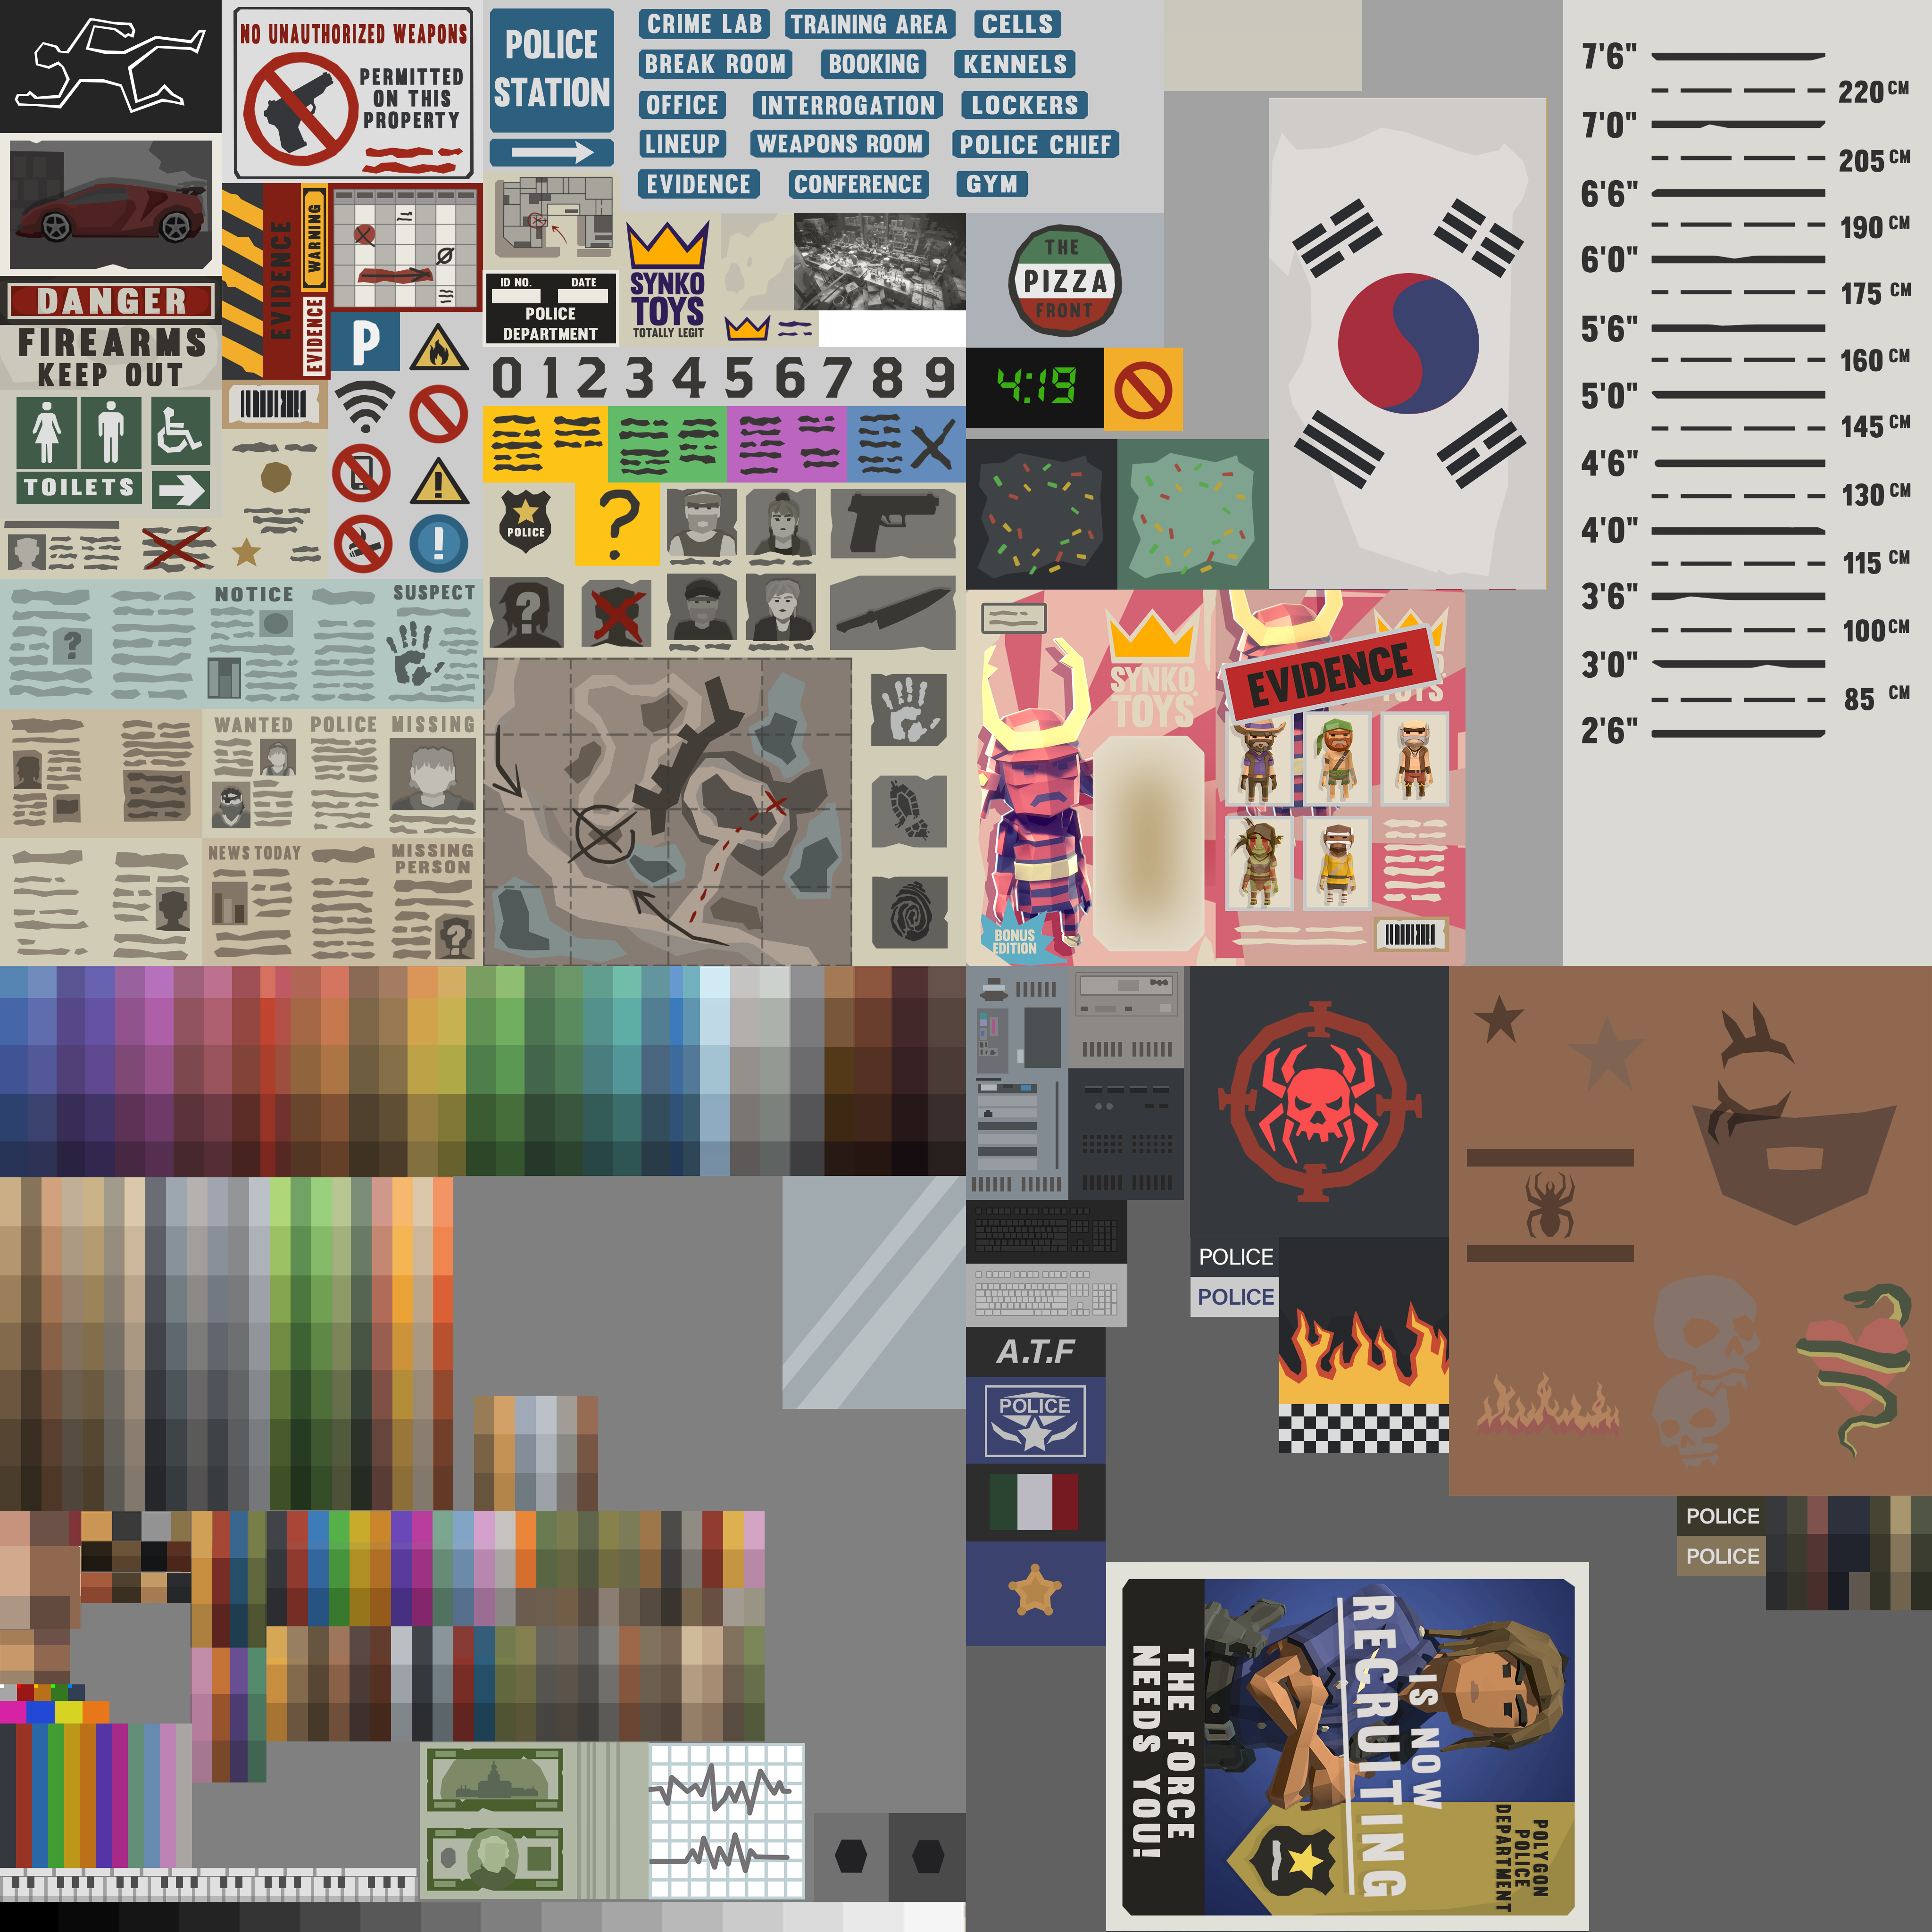 NO UNAUTHORIZED WEAPONS
PERMITTED
ON THIS
PROPERTY
POLICE
STATION
CRIME LAB
TRAINING AREA
CELLS
BREAK ROOM
BOOKING
KENNELS
OFFICE
INTERROGATION
LOCKERS
LINEUP
WEAPONS ROOM
POLICE CHIEF
EVIDENCE
CONFERENCE
GYM
EVIDENCE
WARNING
EVIDENCE
DANGER
FIREARMS
KEEP OUT
P
TOILETS
ID NO.
DATE
POLICE
DEPARTMENT
SYNKO
TOYS
TOTALLY LEGIT
THE
PIZZA
FRONT
0 1 2 3 4 5 6 7 8 9
4:19
POLICE
?
?
!
!
NOTICE
SUSPECT
?
WANTED
POLICE
MISSING
NEWS TODAY
MISSING
PERSON
?
SYNKO
TOYS
EVIDENCE
BONUS
EDITION
7'6"
220 CM
7'0"
205 CM
6'6"
190 CM
6'0"
175 CM
5'6"
160 CM
5'0"
145 CM
4'6"
130 CM
4'0"
115 CM
3'6"
100 CM
3'0"
85 CM
2'6"
POLICE
POLICE
A.T.F
POLICE
POLICE
POLICE
POLYGON
POLICE
DEPARTMENT
IS NOW
RECRUITING
THE FORCE
NEEDS YOU!